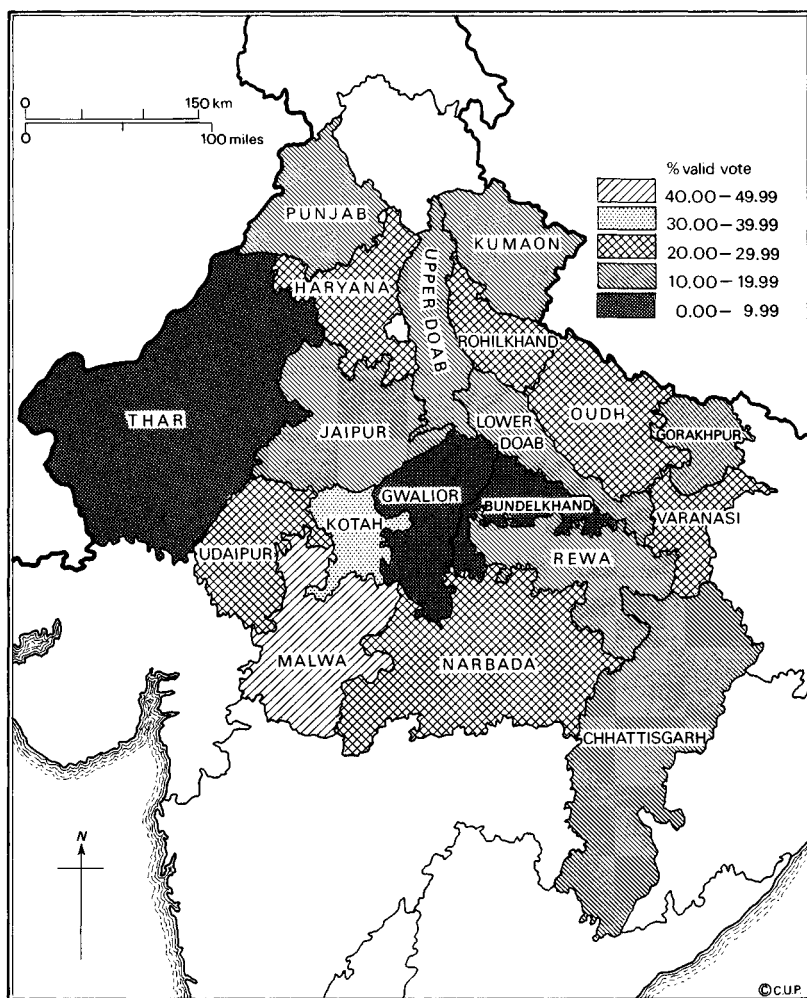 0 150 km
0 100 miles
% valid vote
40.00 – 49.99
30.00 – 39.99
20.00 – 29.99
10.00 – 19.99
0.00 – 9.99
PUNJAB
KUMAON
HARYANA
UPPER DOAB
ROHILKHAND
THAR
OUDH
JAIPUR
LOWER
DOAB
GORAKHPUR
GWALIOR
BUNDELKHAND
KOTAH
VARANASI
UDAIPUR
REWA
MALWA
NARBADA
CHHATTISGARH
N
© C.U.P.